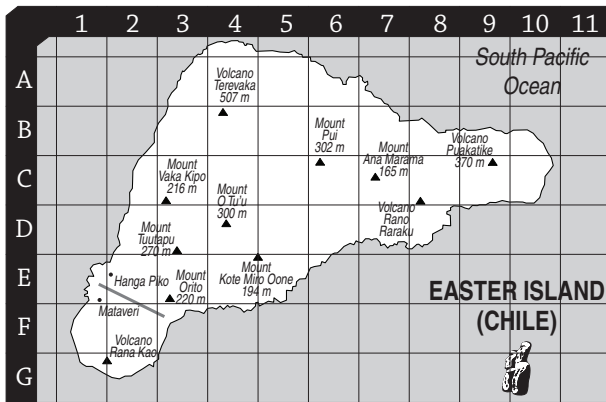 1 2 3 4 5 6 7 8 9 10 11
A
B
C
D
E
F
G
South Pacific
Ocean
Volcano
Terevaka
507 m
Mount
Pui
302 m
Mount
Ana Marama
165 m
Volcano
Puakatike
370 m
Mount
Vaka Kipo
216 m
Mount
O Tu'u
300 m
Volcano
Rano
Raraku
Mount
Tuutapu
270 m
Hanga Piko
Mataveri
Mount
Orito
220 m
Mount
Kote Miro Oone
194 m
Volcano
Rana Kao
EASTER ISLAND
(CHILE)